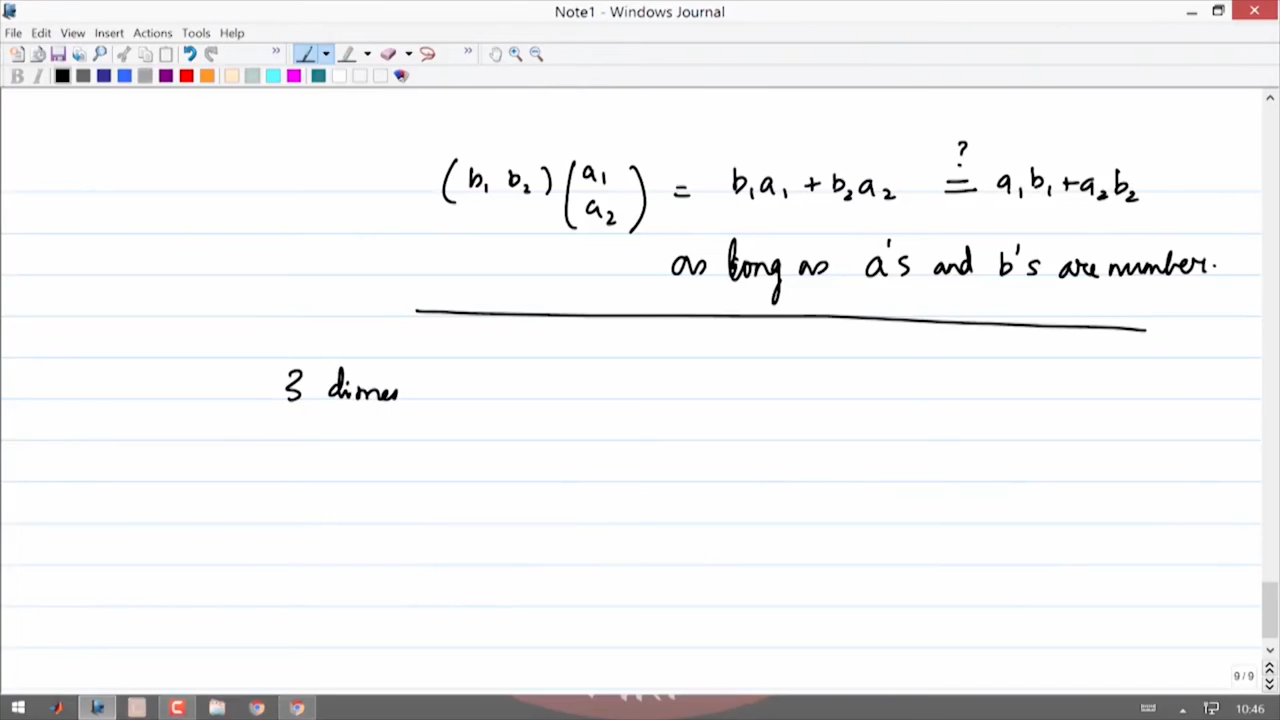 Note1 - Windows Journal
File Edit View Insert Actions Tools Help
(b₁ b₂)(a₁ a₂) = b₁a₁ + b₂a₂ =? a₁b₁+a₂b₂
as long as a's and b's are number.
3 dimes
9/9
10:46